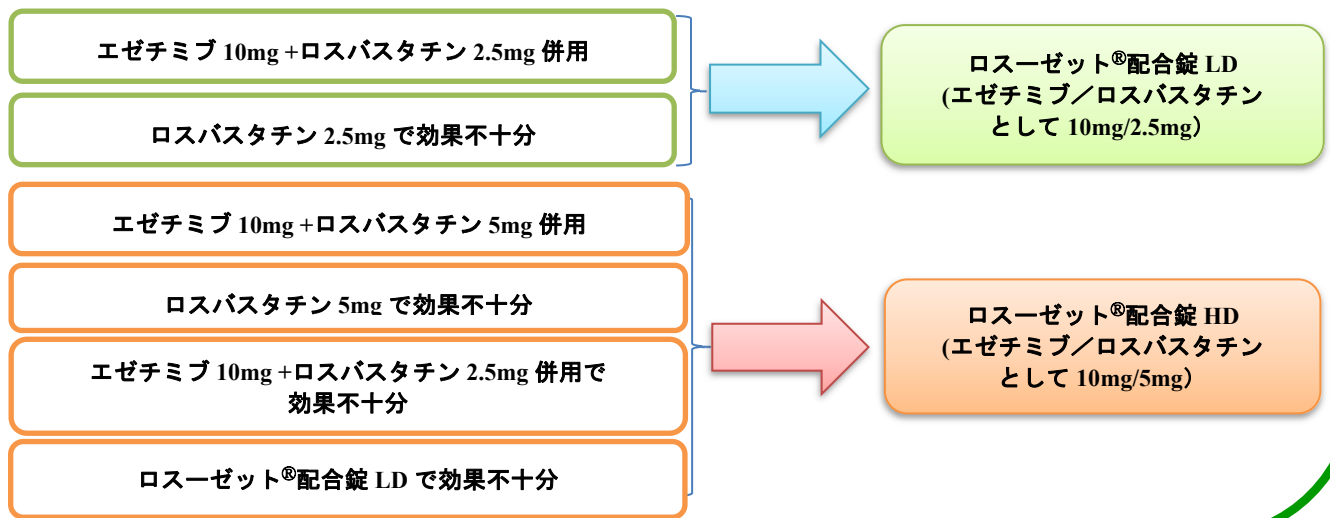 エゼチミブ 10mg +ロスバスタチン 2.5mg 併用
ロスバスタチン 2.5mg で効果不十分
ロスーゼット®配合錠 LD
(エゼチミブ／ロスバスタチン
として 10mg/2.5mg）
エゼチミブ 10mg +ロスバスタチン 5mg 併用
ロスバスタチン 5mg で効果不十分
エゼチミブ 10mg +ロスバスタチン 2.5mg 併用で
効果不十分
ロスーゼット®配合錠 LD で効果不十分
ロスーゼット®配合錠 HD
(エゼチミブ／ロスバスタチン
として 10mg/5mg）